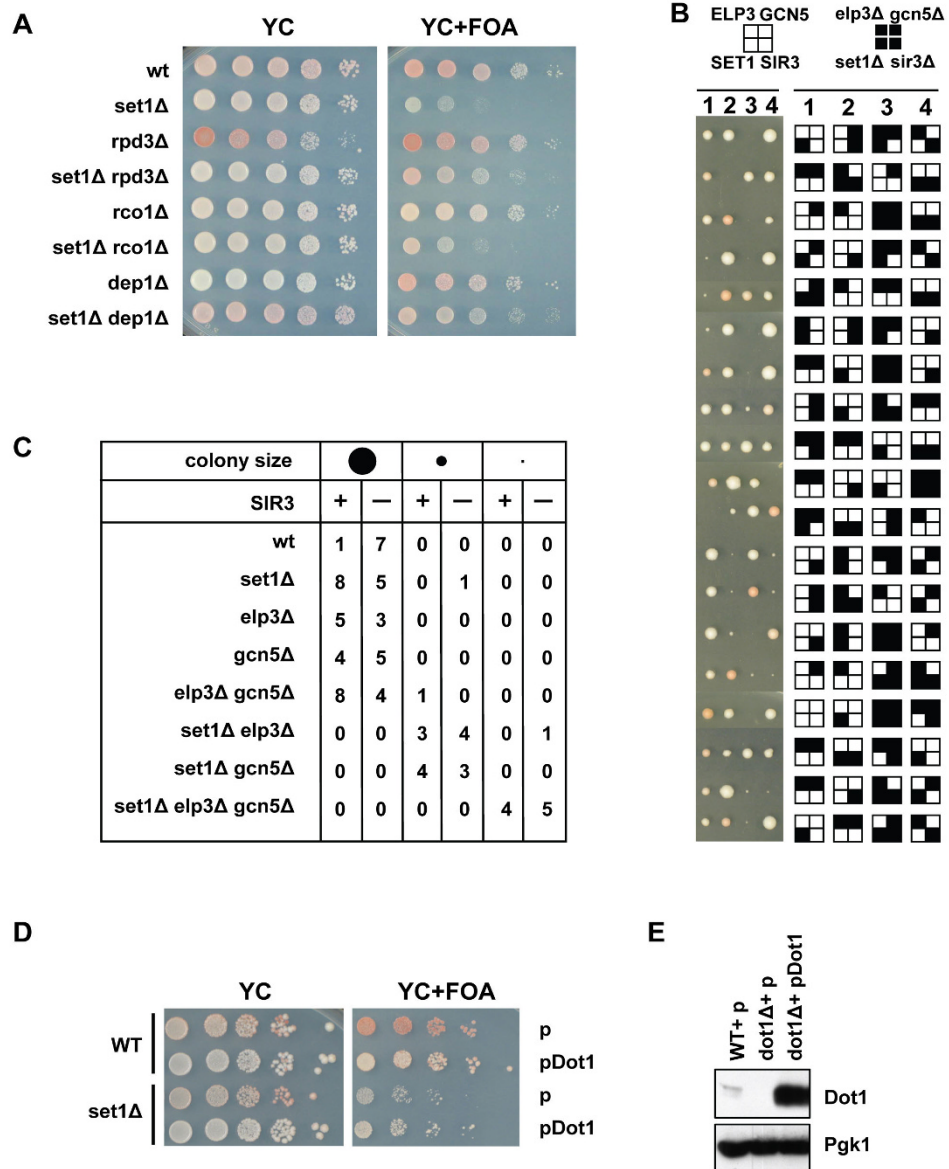 A
YC
YC+FOA
wt
set1Δ
rpd3Δ
set1Δ rpd3Δ
rco1Δ
set1Δ rco1Δ
dep1Δ
set1Δ dep1Δ
B
ELP3 GCN5
SET1 SIR3
elp3Δ gcn5Δ
set1Δ sir3Δ
1 2 3 4
1 2 3 4
C
colony size
SIR3 + — + — + —
wt 1 7 0 0 0 0
set1Δ 8 5 0 1 0 0
elp3Δ 5 3 0 0 0 0
gcn5Δ 4 5 0 0 0 0
elp3Δ gcn5Δ 8 4 1 0 0 0
set1Δ elp3Δ 0 0 3 4 0 1
set1Δ gcn5Δ 0 0 4 3 0 0
set1Δ elp3Δ gcn5Δ 0 0 0 0 4 5
D
YC
YC+FOA
WT
p
pDot1
set1Δ
p
pDot1
E
WT+ p
dot1Δ+ p
dot1Δ+ pDot1
Dot1
Pgk1